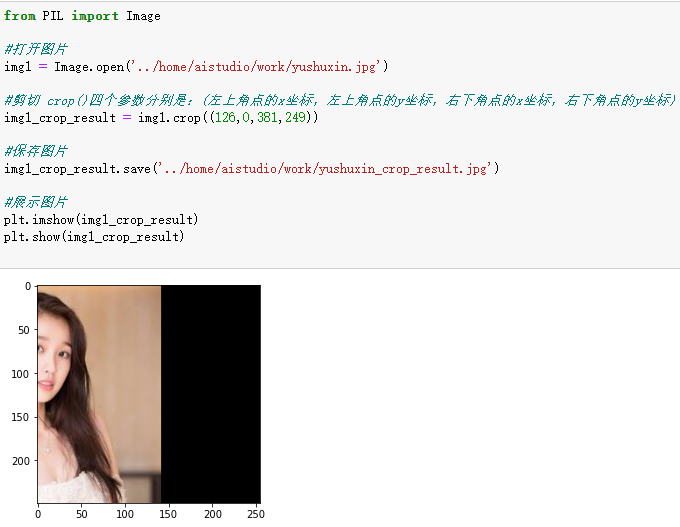 from PIL import Image
#打开图片
img1 = Image.open('../home/aistudio/work/yushuxin.jpg')
#剪切 crop()四个参数分别是：(左上角点的x坐标，左上角点的y坐标，右下角点的x坐标，右下角点的y坐标)
img1_crop_result = img1.crop((126,0,381,249))
#保存图片
img1_crop_result.save('../home/aistudio/work/yushuxin_crop_result.jpg')
#展示图片
plt.imshow(img1_crop_result)
plt.show(img1_crop_result)
0
50
100
150
200
0 50 100 150 200 250